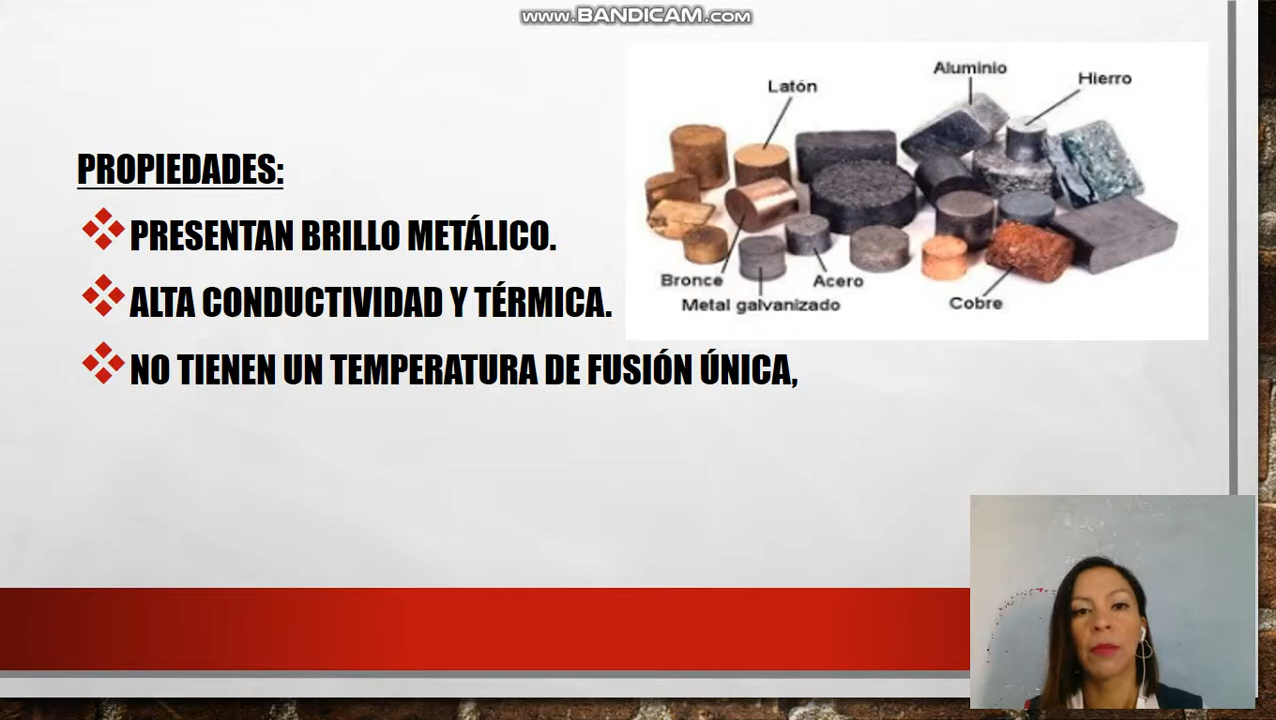 www.BANDICAM.com
PROPIEDADES:
PRESENTAN BRILLO METÁLICO.
ALTA CONDUCTIVIDAD Y TÉRMICA.
NO TIENEN UN TEMPERATURA DE FUSIÓN ÚNICA,
Latón
Aluminio
Hierro
Bronce
Metal galvanizado
Acero
Cobre